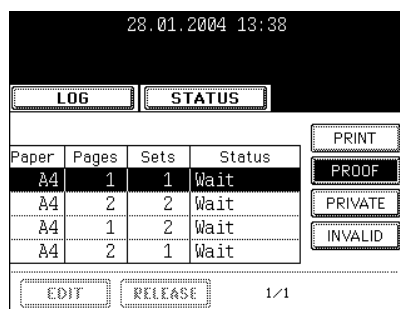 28.01.2004 13:38
LOG STATUS
PRINT
Paper Pages Sets Status
PROOF
A4 1 1 Wait
A4 2 2 Wait
PRIVATE
A4 1 2 Wait
INVALID
A4 2 1 Wait
EDIT RELEASE 1/1